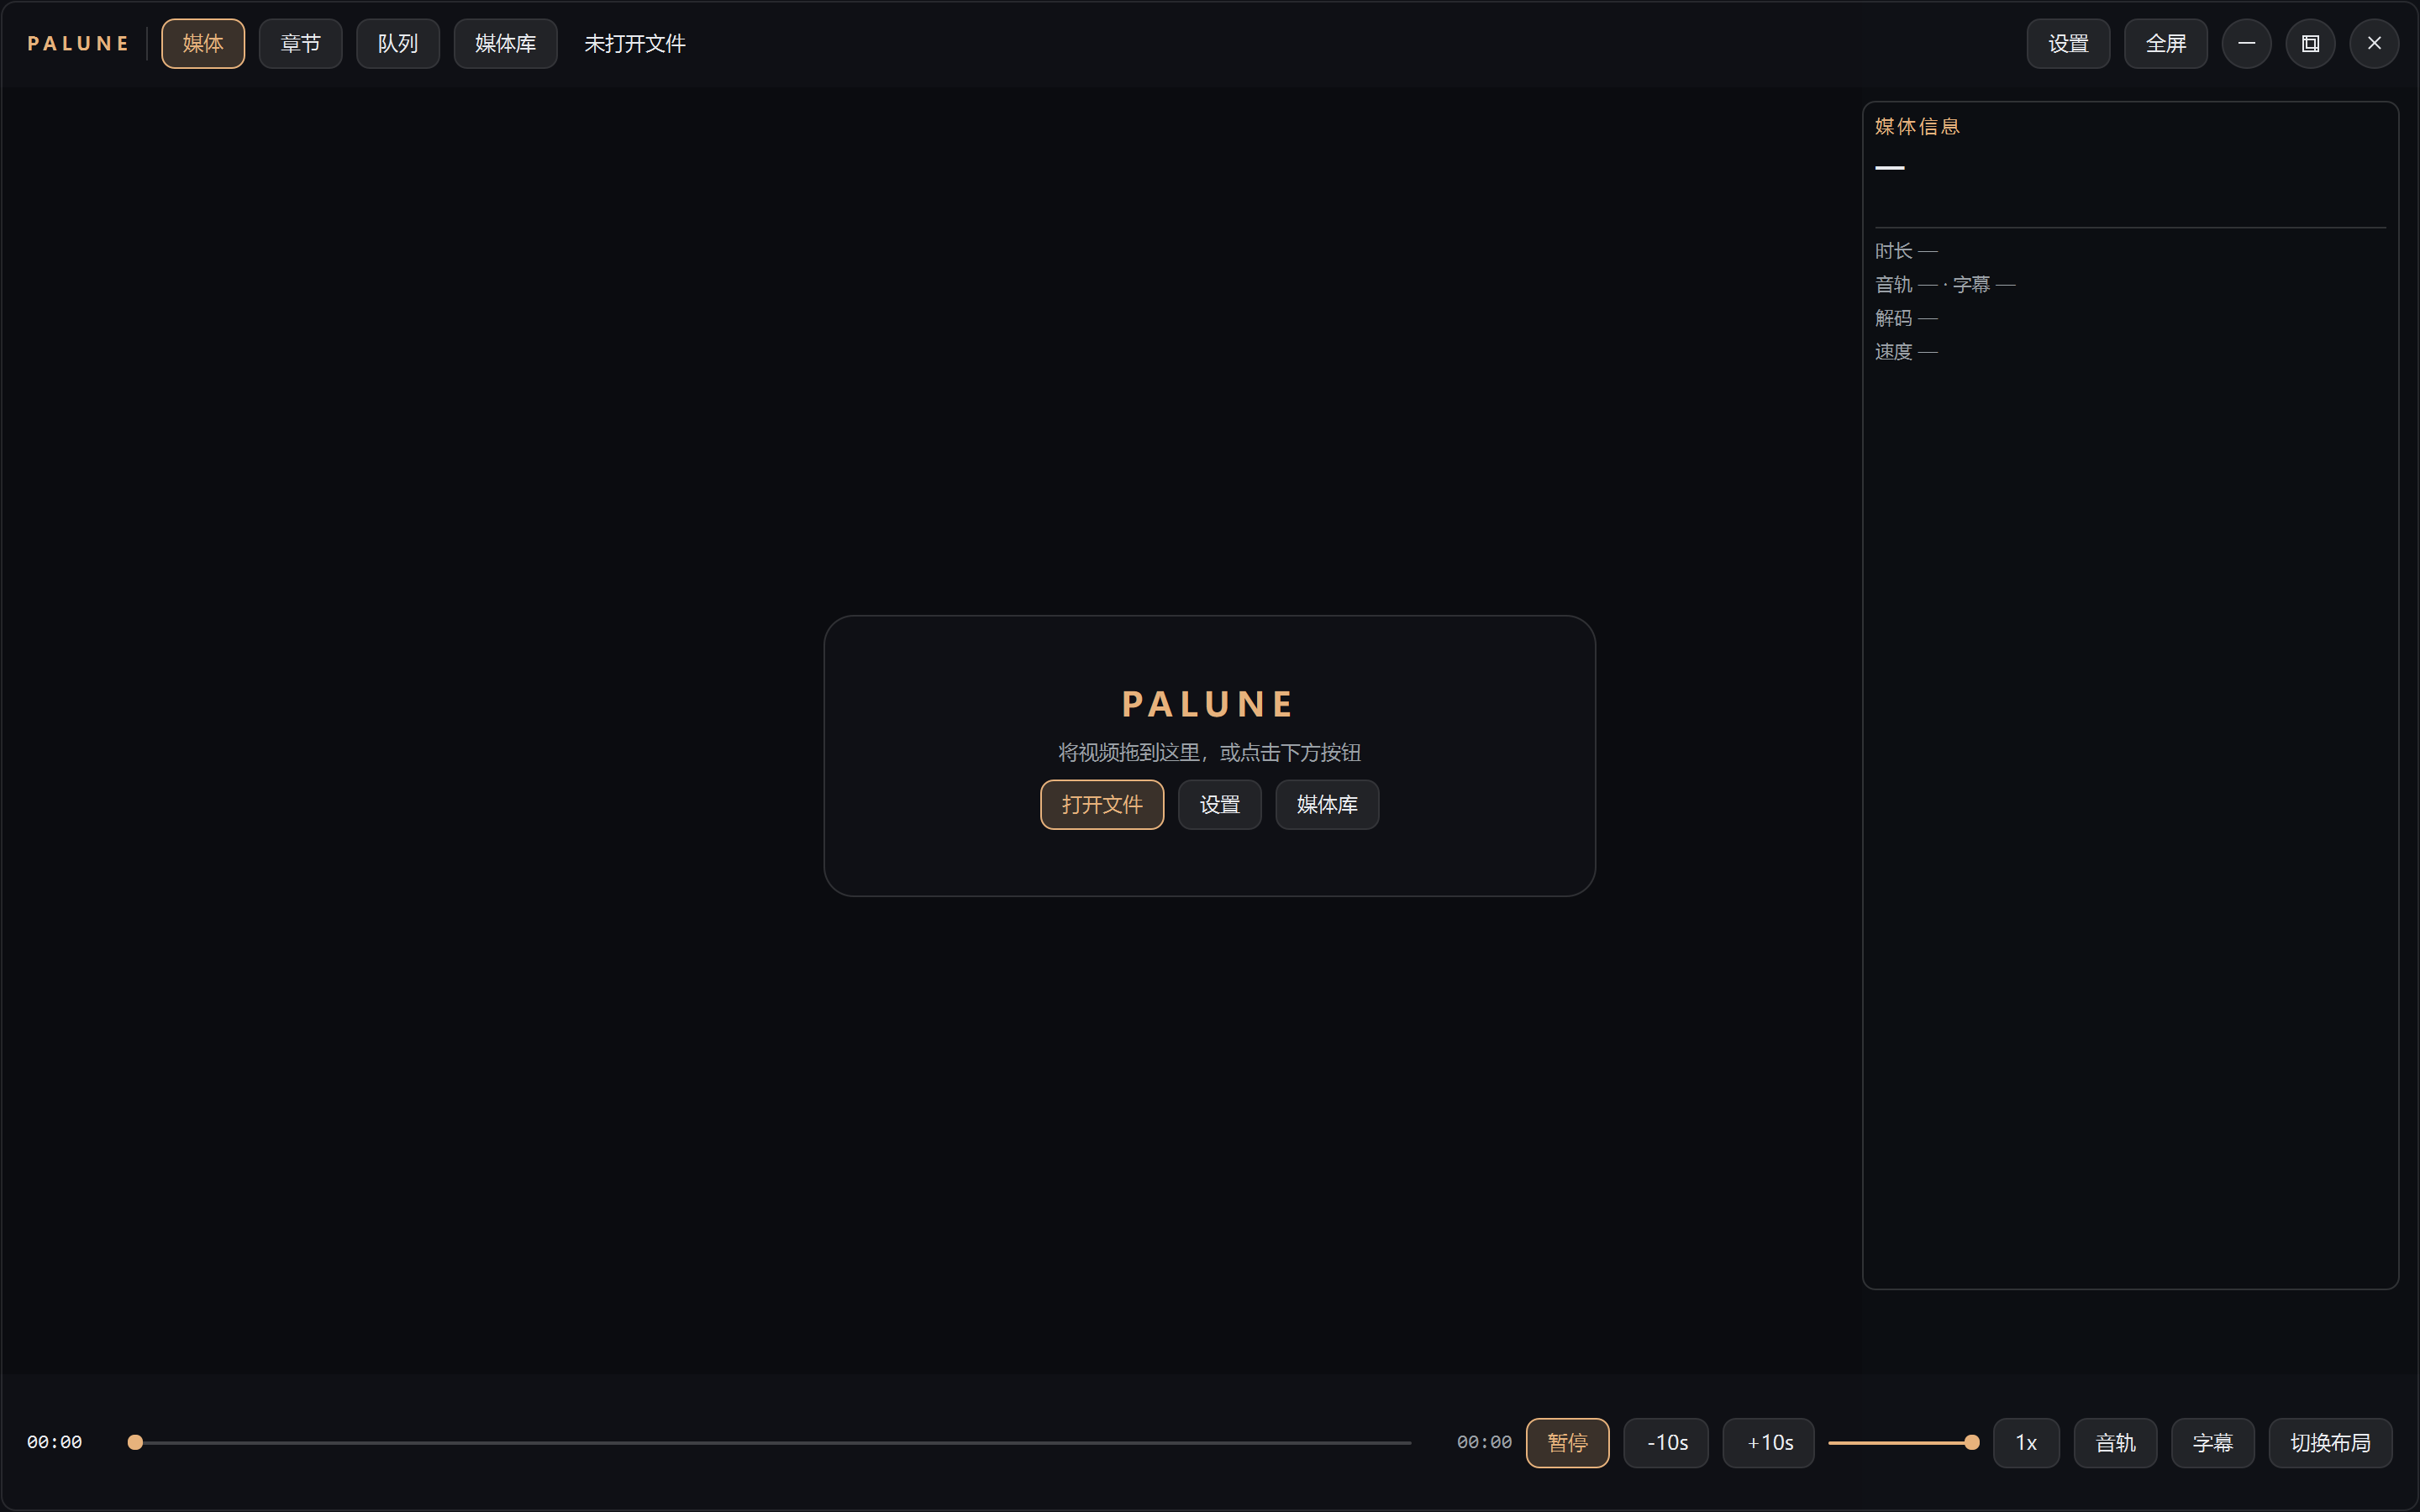 PALUNE 媒体 章节 队列 媒体库 未打开文件 设置 全屏
媒体信息
—
时长 —
音轨 — · 字幕 —
解码 —
速度 —
PALUNE
将视频拖到这里，或点击下方按钮
打开文件 设置 媒体库
00:00 00:00 暂停 -10s +10s 1x 音轨 字幕 切换布局